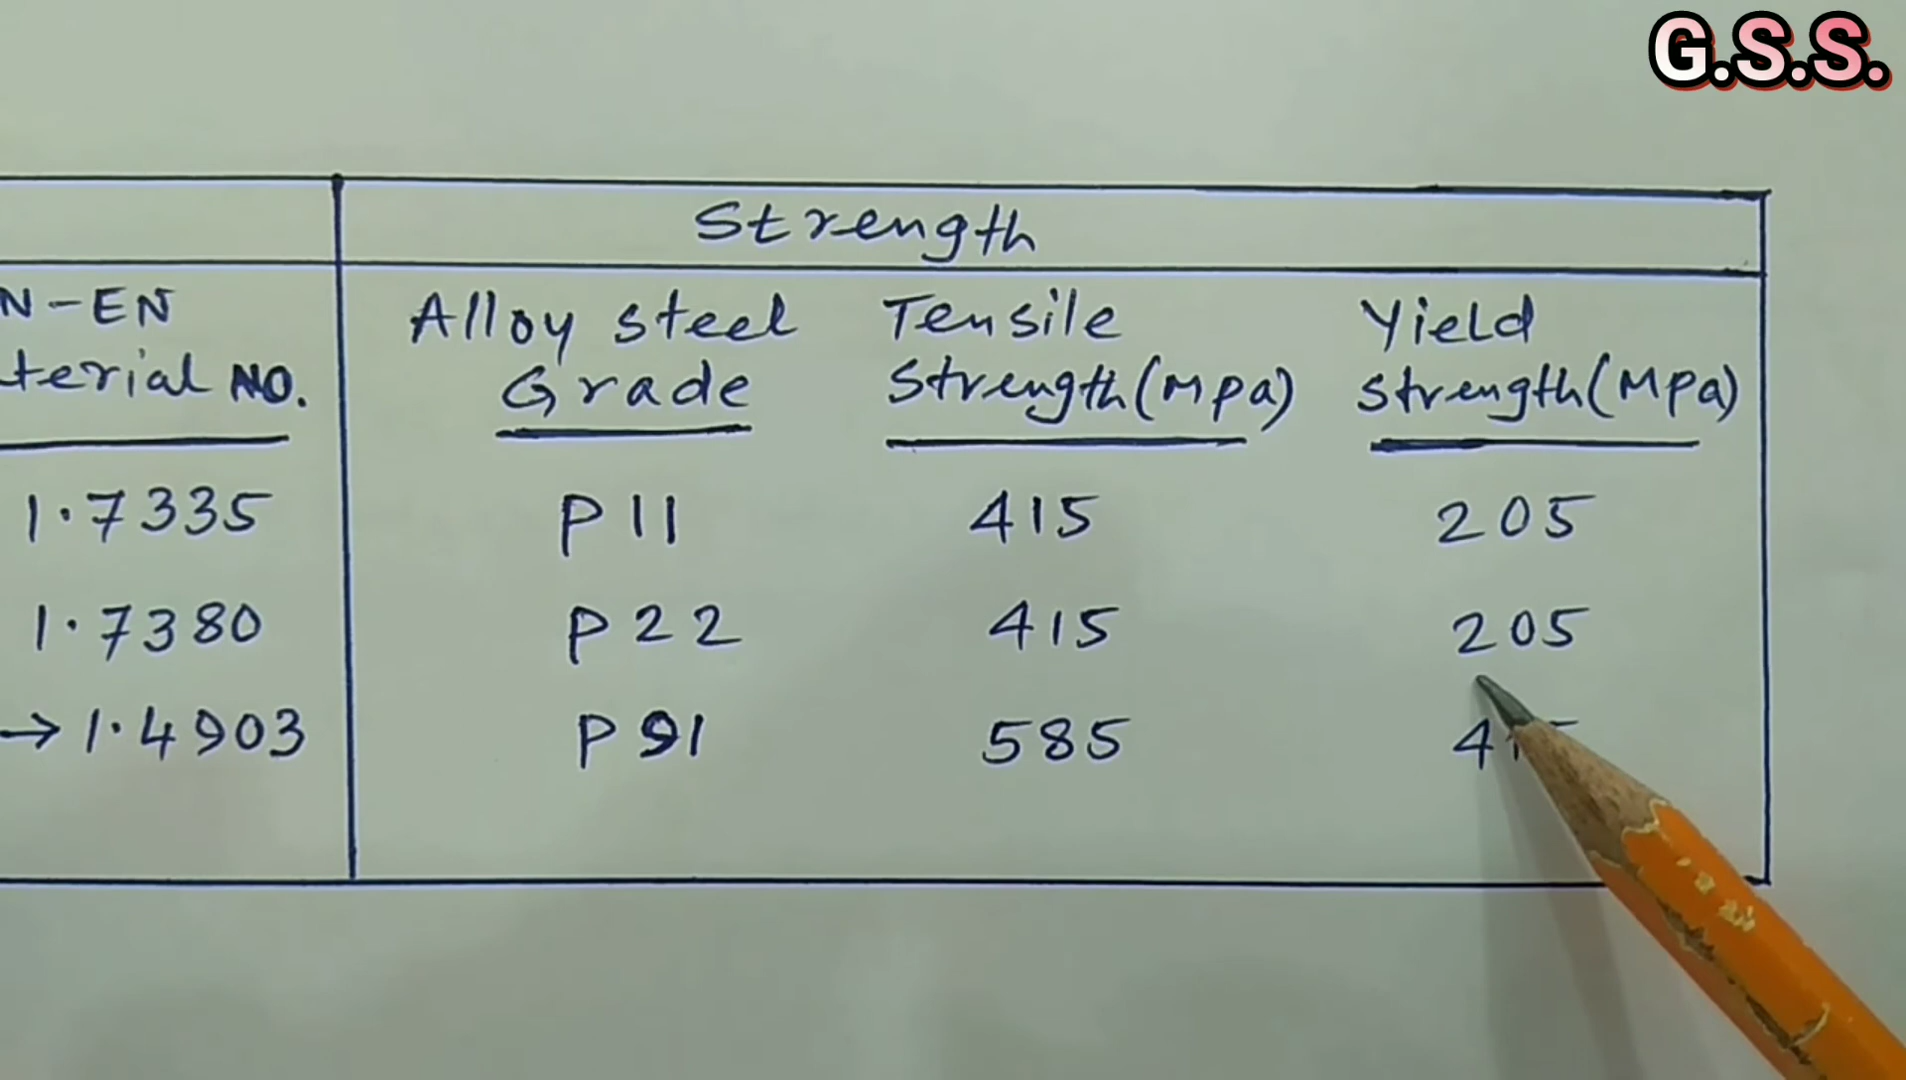 G.S.S.
Strength
N-EN
terial NO.
Alloy steel
Grade
Tensile
Strength(Mpa)
Yield
strength(Mpa)
1.7335 P11 415 205
1.7380 P22 415 205
→ 1.4903 P91 585